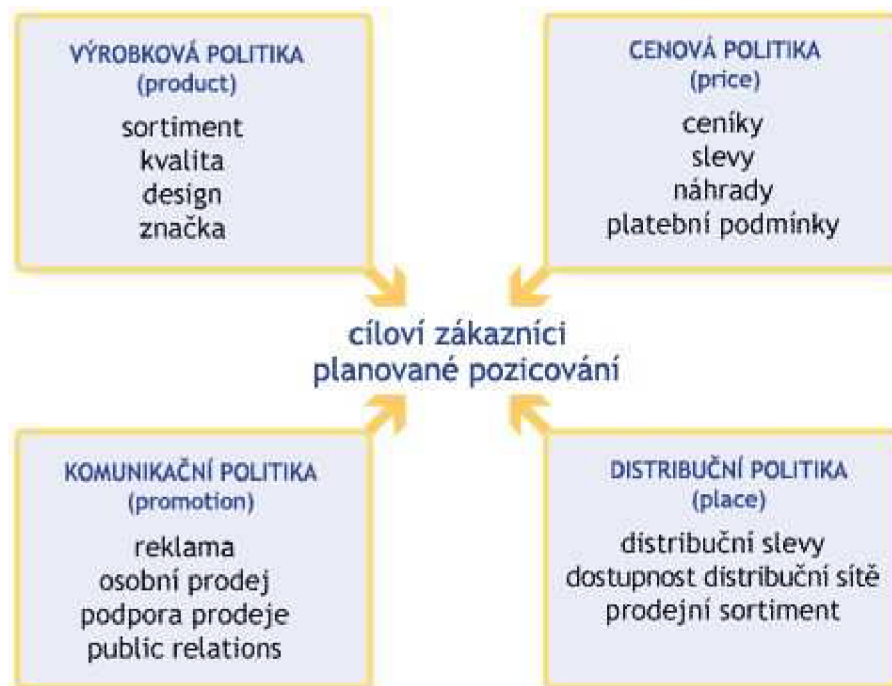 VÝROBKOVÁ POLITIKA
(product)
sortiment
kvalita
design
značka
CENOVÁ POLITIKA
(price)
ceníky
slevy
náhrady
platební podmínky
cíloví zákazníci
planované pozicování
KOMUNIKAČNÍ POLITIKA
(promotion)
reklama
osobní prodej
podpora prodeje
public relations
DISTRIBUČNÍ POLITIKA
(place)
distribuční slevy
dostupnost distribuční sítě
prodejní sortiment